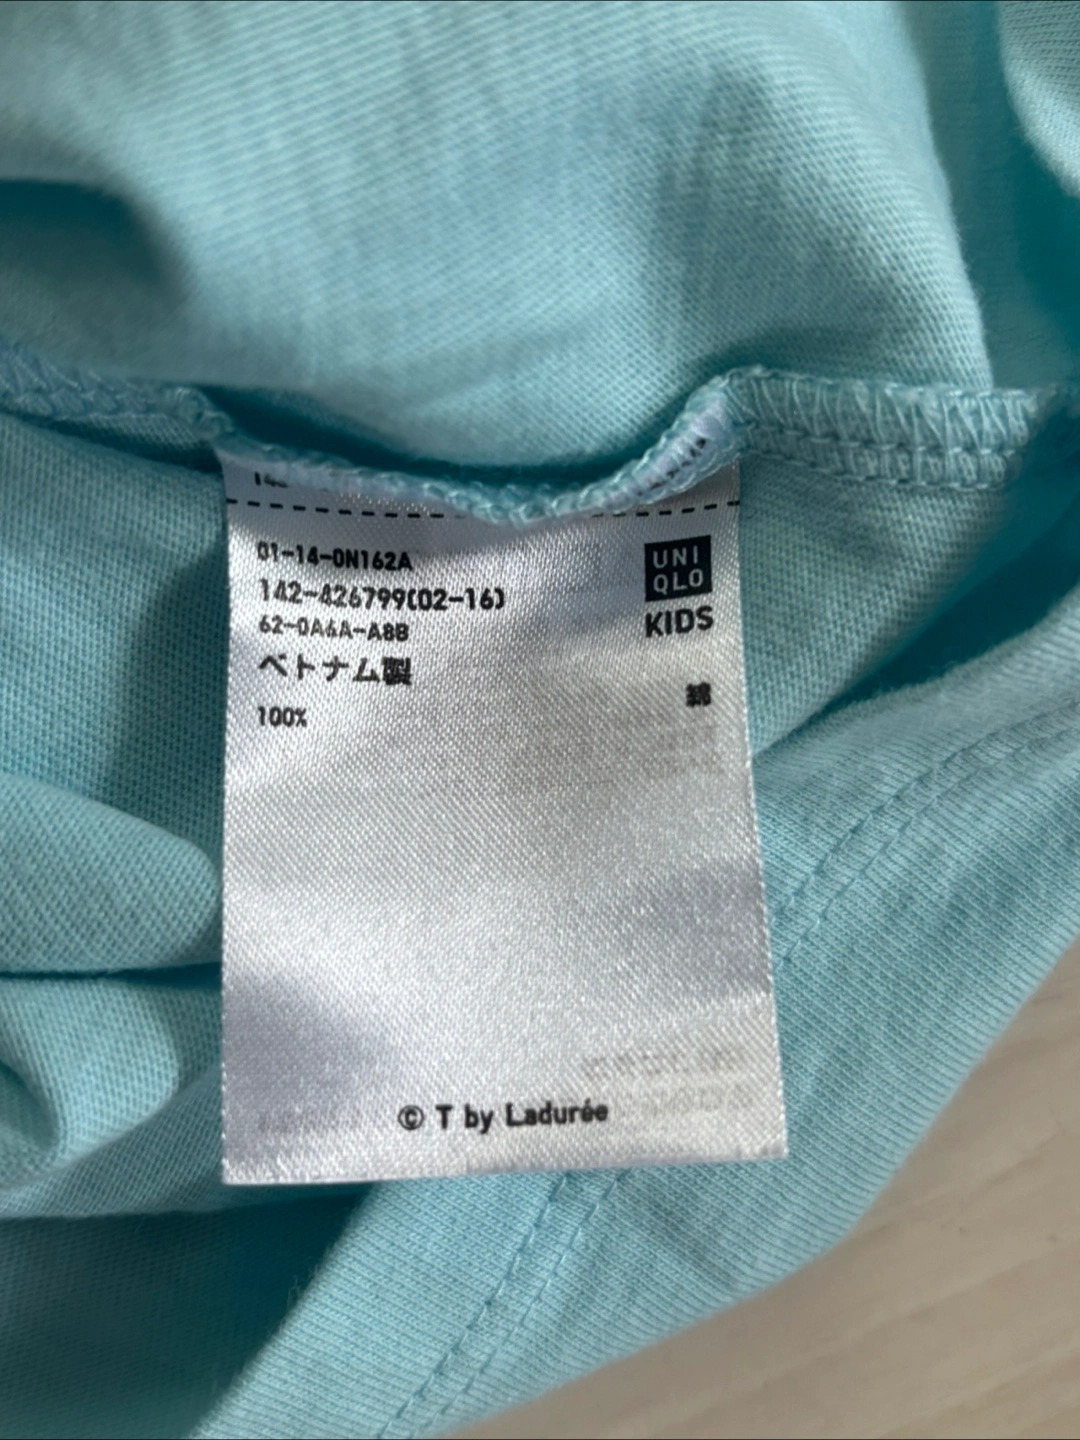 01-14-0N162A
142-426799(02-16)
62-0A6A-A8B
ベトナム製
100%
UNI
QLO
KIDS
綿
© T by Ladurée